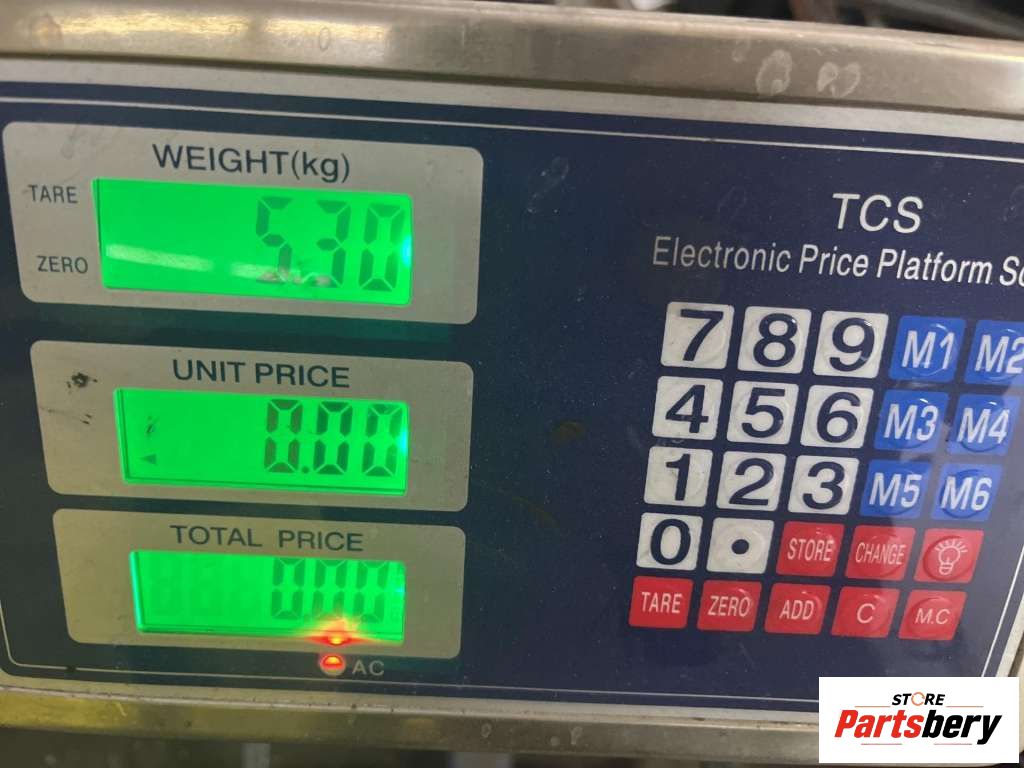 WEIGHT(kg)
TARE
ZERO
5.30
UNIT PRICE
0.00
TOTAL PRICE
0.00
AC
TCS
Electronic Price Platform
7 8 9 M1 M2
4 5 6 M3 M4
1 2 3 M5 M6
0 . STORE CHANGE
TARE ZERO ADD C M.C
STORE
Partsbery